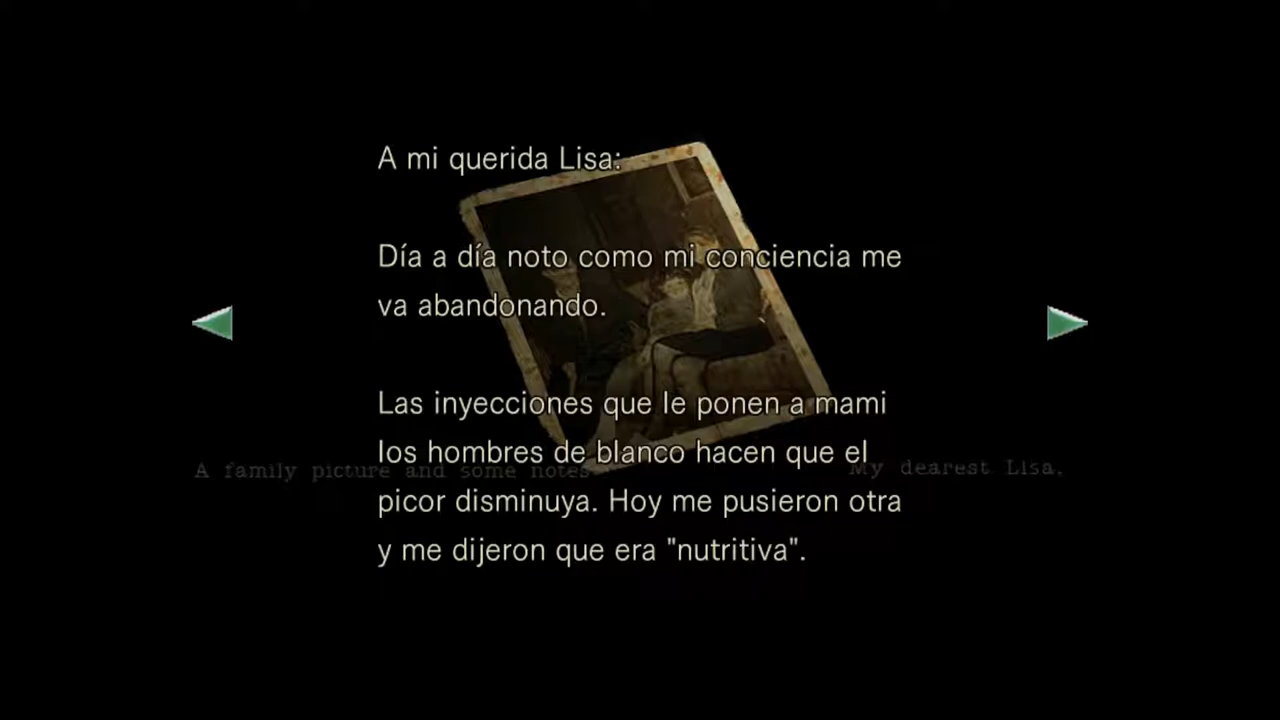 A mi querida Lisa:
Día a día noto como mi conciencia me
va abandonando.
Las inyecciones que le ponen a mami
los hombres de blanco hacen que el
picor disminuya. Hoy me pusieron otra
y me dijeron que era "nutritiva".
A family picture and some notes
My dearest Lisa,